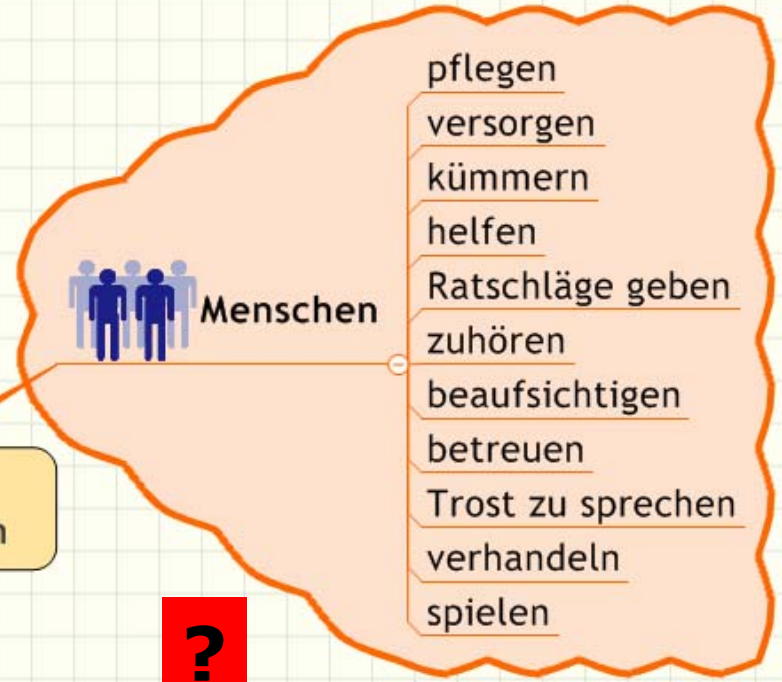 pflegen
versorgen
kümmern
helfen
Menschen
Ratschläge geben
zuhören
beaufsichtigen
betreuen
Trost zu sprechen
verhandeln
spielen
?